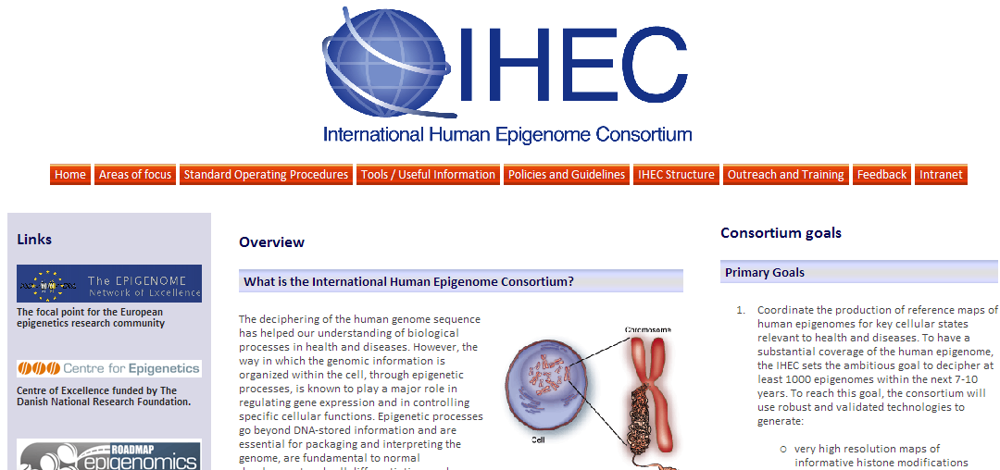 IHEC
International Human Epigenome Consortium
Home Areas of focus Standard Operating Procedures Tools / Useful Information Policies and Guidelines IHEC Structure Outreach and Training Feedback Intranet
Links
The EPIGENOME
Network of Excellence
The focal point for the European
epigenetics research community
Centre for Epigenetics
Centre of Excellence funded by The
Danish National Research Foundation.
ROADMAP
epigenomics
Overview
What is the International Human Epigenome Consortium?
The deciphering of the human genome sequence
has helped our understanding of biological
processes in health and diseases. However, the
way in which the genomic information is
organized within the cell, through epigenetic
processes, is known to play a major role in
regulating gene expression and in controlling
specific cellular functions. Epigenetic processes
go beyond DNA-stored information and are
essential for packaging and interpreting the
genome, are fundamental to normal
Chromosome
Cell
Consortium goals
Primary Goals
1. Coordinate the production of reference maps of
human epigenomes for key cellular states
relevant to health and diseases. To have a
substantial coverage of the human epigenome,
the IHEC sets the ambitious goal to decipher at
least 1000 epigenomes within the next 7-10
years. To reach this goal, the consortium will
use robust and validated technologies to
generate:
very high resolution maps of
informative histone modifications